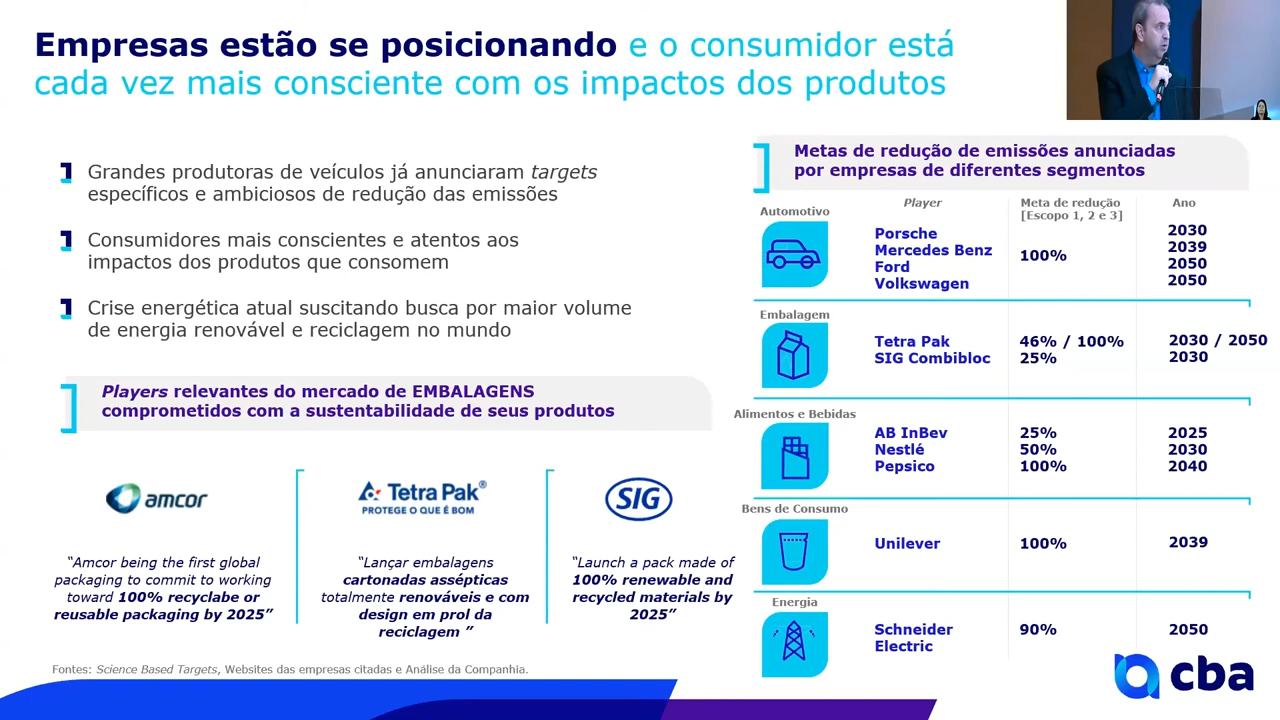 Empresas estão se posicionando e o consumidor está
cada vez mais consciente com os impactos dos produtos
Grandes produtoras de veículos já anunciaram targets
específicos e ambiciosos de redução das emissões
Consumidores mais conscientes e atentos aos
impactos dos produtos que consomem
Crise energética atual suscitando busca por maior volume
de energia renovável e reciclagem no mundo
Players relevantes do mercado de EMBALAGENS
comprometidos com a sustentabilidade de seus produtos
amcor
“Amcor being the first global
packaging to commit to working
toward 100% recyclabe or
reusable packaging by 2025”
Tetra Pak®
PROTEGE O QUE É BOM
“Lançar embalagens
cartonadas assépticas
totalmente renováveis e com
design em prol da
reciclagem ”
SIG
“Launch a pack made of
100% renewable and
recycled materials by
2025”
Fontes: Science Based Targets, Websites das empresas citadas e Análise da Companhia.
Metas de redução de emissões anunciadas
por empresas de diferentes segmentos
Player Meta de redução Ano
[Escopo 1, 2 e 3]
Automotivo
Porsche 2030
Mercedes Benz 2039
100%
Ford 2050
Volkswagen 2050
Embalagem
Tetra Pak 46% / 100% 2030 / 2050
SIG Combibloc 25% 2030
Alimentos e Bebidas
AB InBev 25% 2025
Nestlé 50% 2030
Pepsico 100% 2040
Bens de Consumo
Unilever 100% 2039
Energia
Schneider 90% 2050
Electric
cba